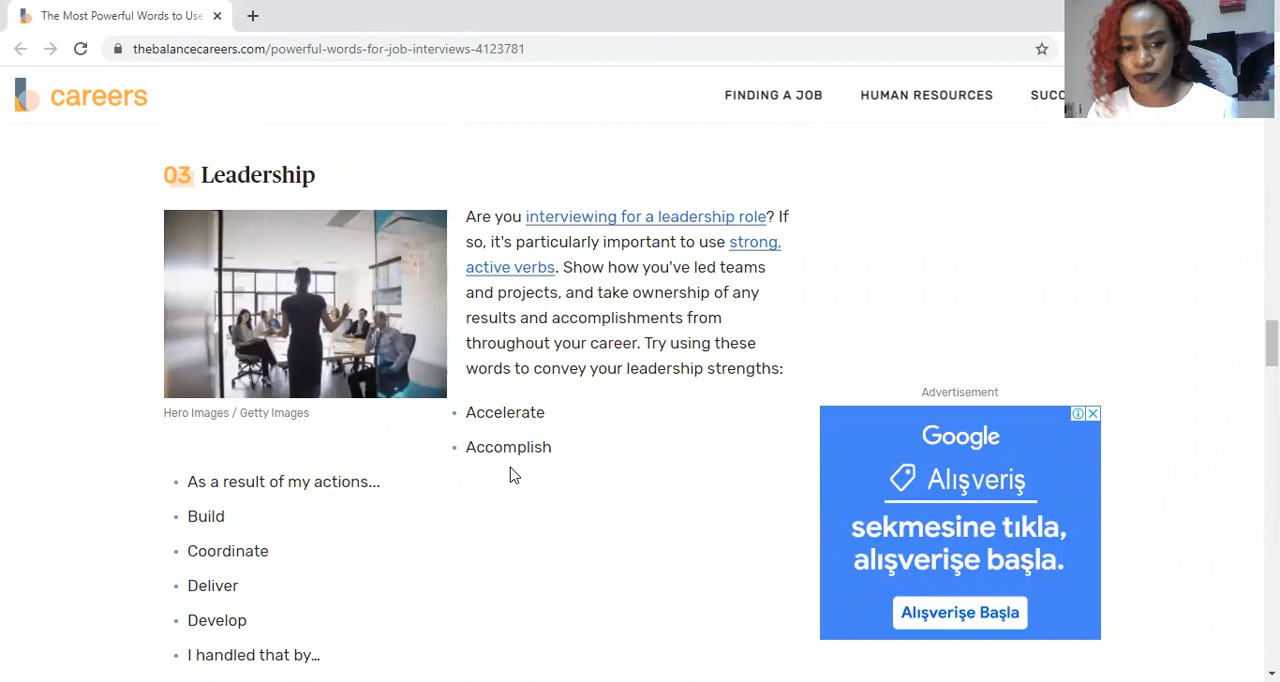 The Most Powerful Words to Use
thebalancecareers.com/powerful-words-for-job-interviews-4123781
careers
FINDING A JOB
HUMAN RESOURCES
SUCC
03 Leadership
Are you interviewing for a leadership role? If
so, it's particularly important to use strong,
active verbs. Show how you've led teams
and projects, and take ownership of any
results and accomplishments from
throughout your career. Try using these
words to convey your leadership strengths:
Hero Images / Getty Images
Accelerate
Accomplish
As a result of my actions...
Build
Coordinate
Deliver
Develop
I handled that by...
Advertisement
Google
Alışveriş
sekmesine tıkla,
alışverişe başla.
Alışverişe Başla